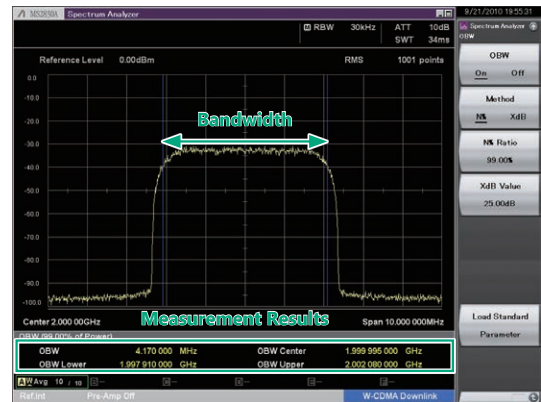 MS2830A Spectrum Analyzer 9/21/2010 19:55:31
M RBW 30kHz ATT 10dB
SWT 34ms
Spectrum Analyzer
OBW
Reference Level 0.00dBm RMS 1001 points
OBW
On Off
0.0
-10.0
Method
N% XdB
-20.0
Bandwidth
-30.0
N% Ratio
99.00%
-40.0
-50.0
XdB Value
25.00dB
-60.0
-70.0
-80.0
-90.0
-100.0
Measurement Results
Center 2.000 00GHz Span 10.000 000MHz
Load Standard
Parameter
OBW (99.00% of Power)
OBW 4.170 000 MHz OBW Center 1.999 995 000 GHz
OBW Lower 1.997 910 000 GHz OBW Upper 2.002 080 000 GHz
A W Avg 10 / 10
Ref.Int Pre-Amp Off W-CDMA Downlink